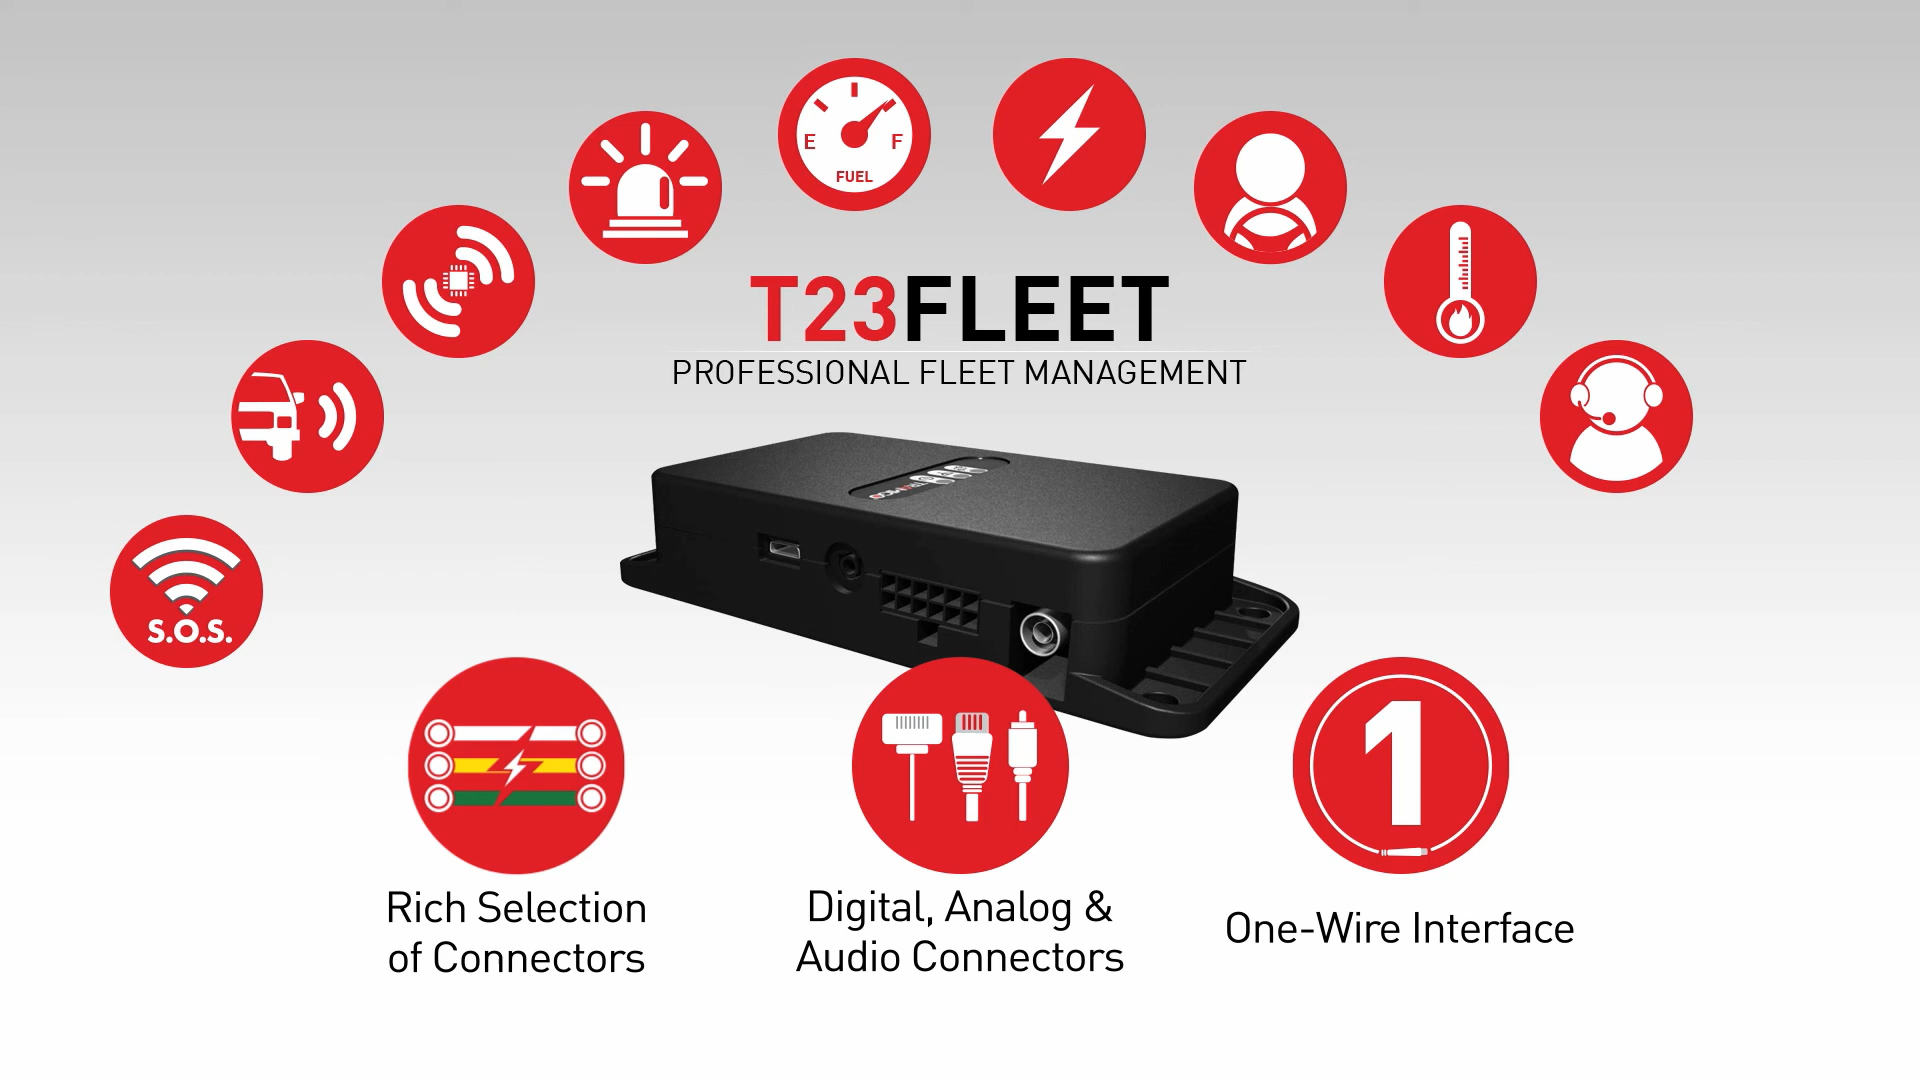 E F
FUEL
T23FLEET
PROFESSIONAL FLEET MANAGEMENT
S.O.S.
1
Rich Selection
of Connectors
Digital, Analog &
Audio Connectors
One-Wire Interface